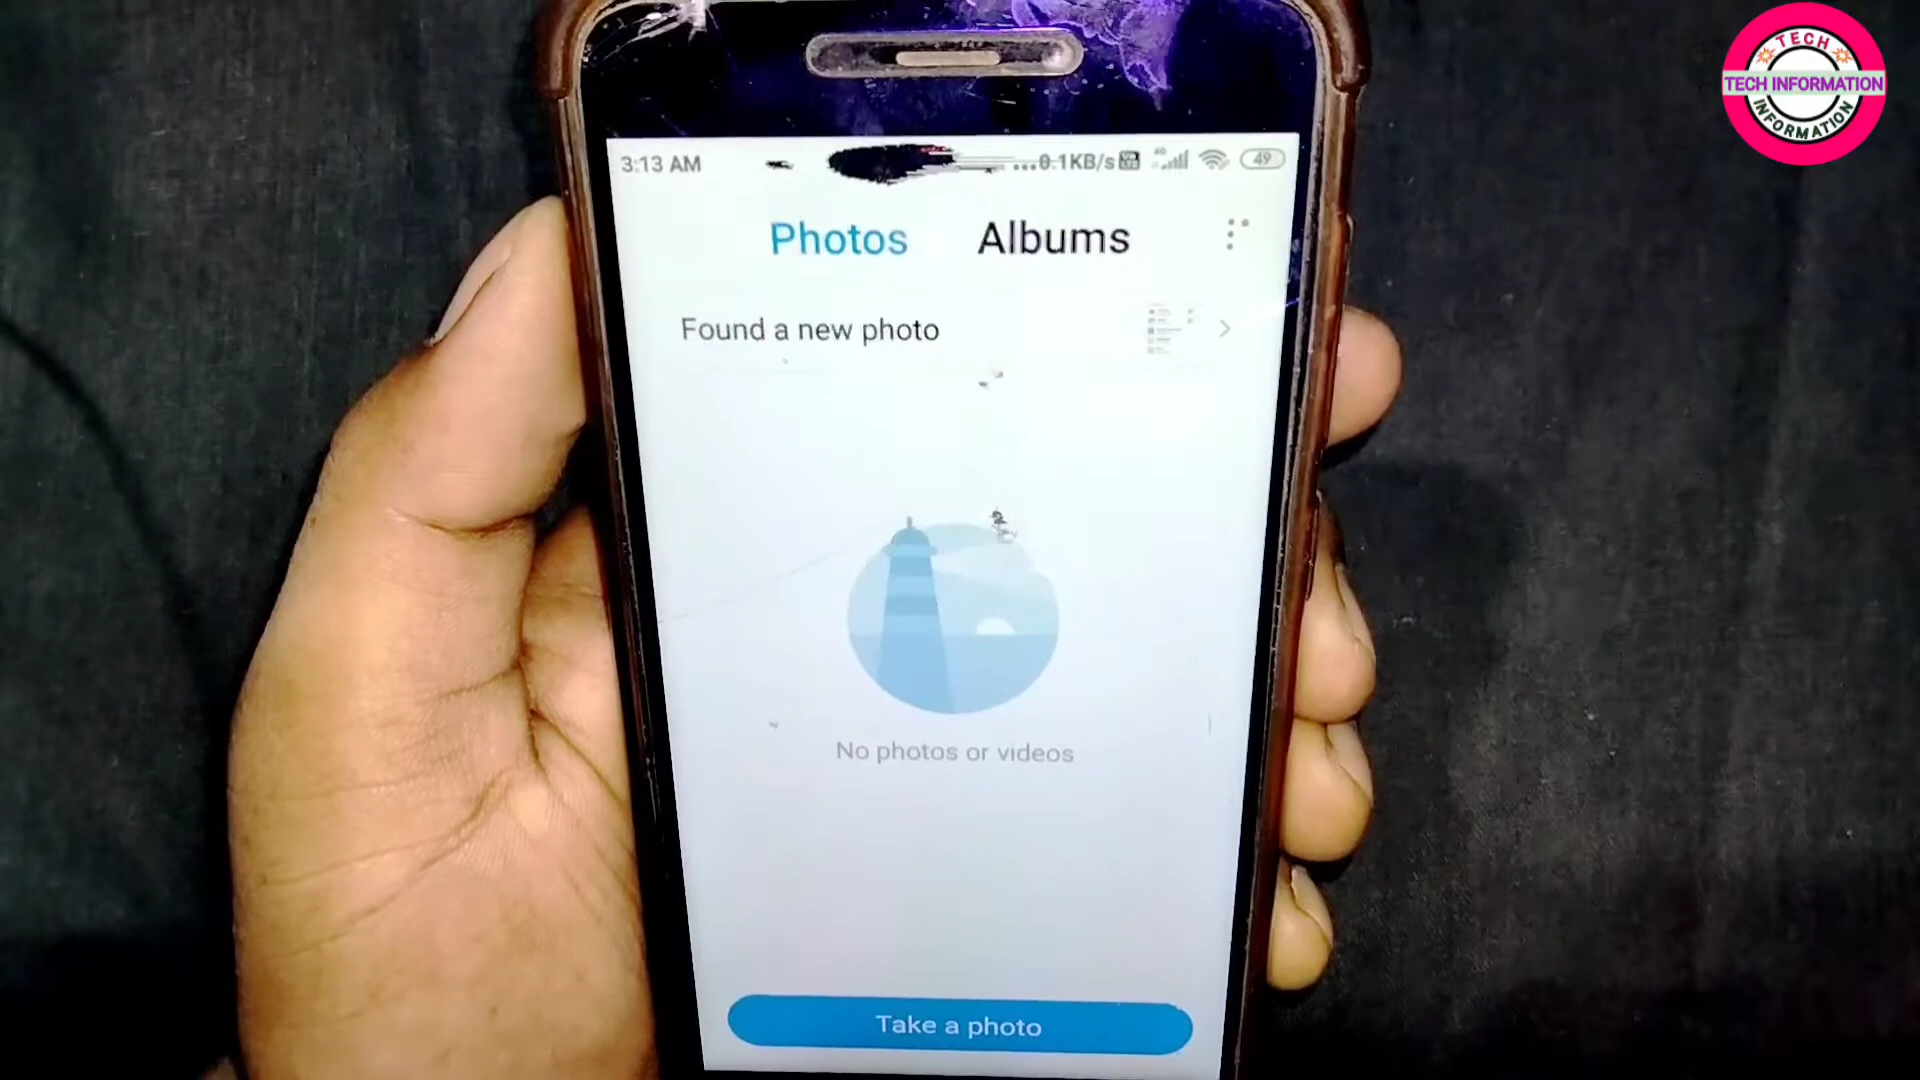 TECH
TECH INFORMATION
INFORMATION
3:13 AM
...0.1KB/s
4G
49
Photos
Albums
Found a new photo
No photos or videos
Take a photo